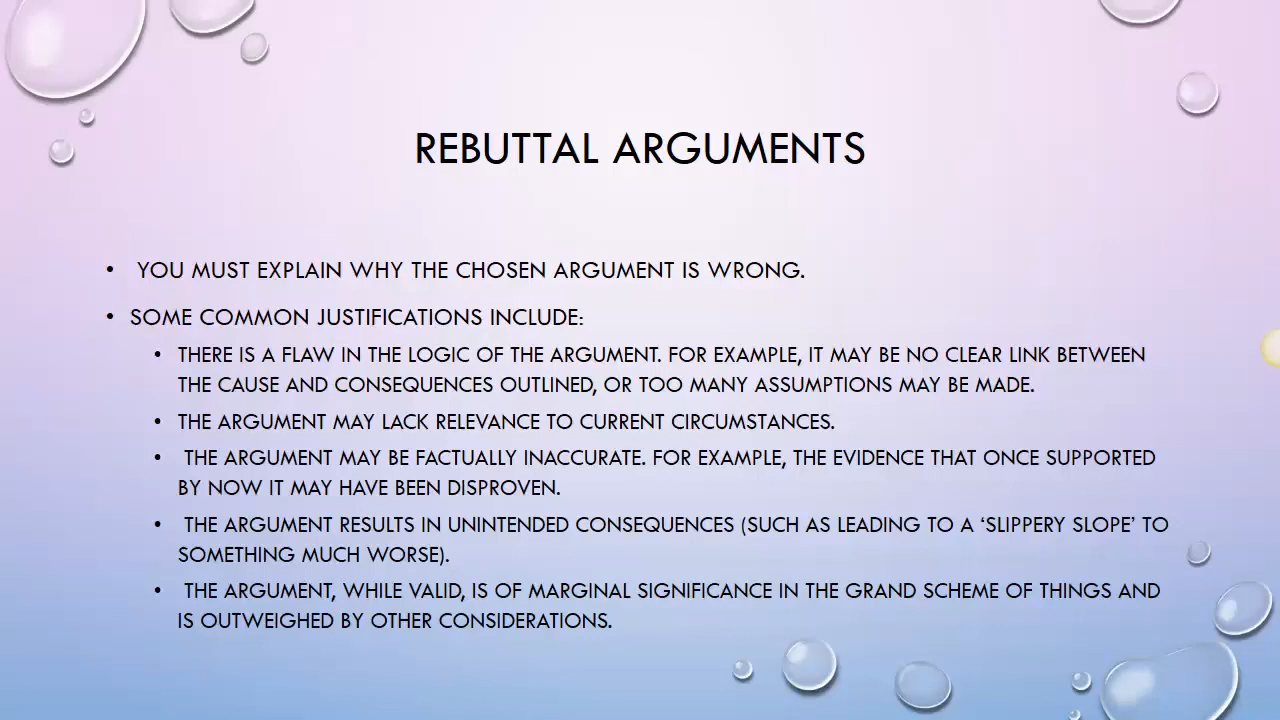 REBUTTAL ARGUMENTS
• YOU MUST EXPLAIN WHY THE CHOSEN ARGUMENT IS WRONG.
• SOME COMMON JUSTIFICATIONS INCLUDE:
• THERE IS A FLAW IN THE LOGIC OF THE ARGUMENT. FOR EXAMPLE, IT MAY BE NO CLEAR LINK BETWEEN
THE CAUSE AND CONSEQUENCES OUTLINED, OR TOO MANY ASSUMPTIONS MAY BE MADE.
• THE ARGUMENT MAY LACK RELEVANCE TO CURRENT CIRCUMSTANCES.
• THE ARGUMENT MAY BE FACTUALLY INACCURATE. FOR EXAMPLE, THE EVIDENCE THAT ONCE SUPPORTED
BY NOW IT MAY HAVE BEEN DISPROVEN.
• THE ARGUMENT RESULTS IN UNINTENDED CONSEQUENCES (SUCH AS LEADING TO A ‘SLIPPERY SLOPE’ TO
SOMETHING MUCH WORSE).
• THE ARGUMENT, WHILE VALID, IS OF MARGINAL SIGNIFICANCE IN THE GRAND SCHEME OF THINGS AND
IS OUTWEIGHED BY OTHER CONSIDERATIONS.